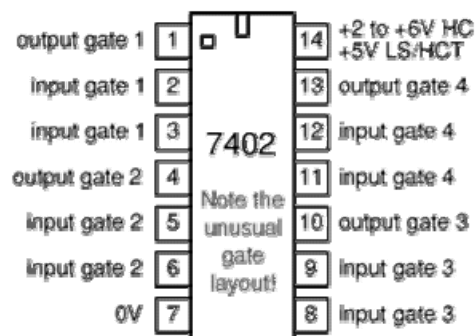 output gate 1 1
input gate 1 2
input gate 1 3
output gate 2 4
input gate 2 5
input gate 2 6
0V 7
7402
Note the
unusual
gate
layout!
14 +2 to +6V HC
+5V LS/HCT
13 output gate 4
12 input gate 4
11 input gate 4
10 output gate 3
9 input gate 3
8 input gate 3